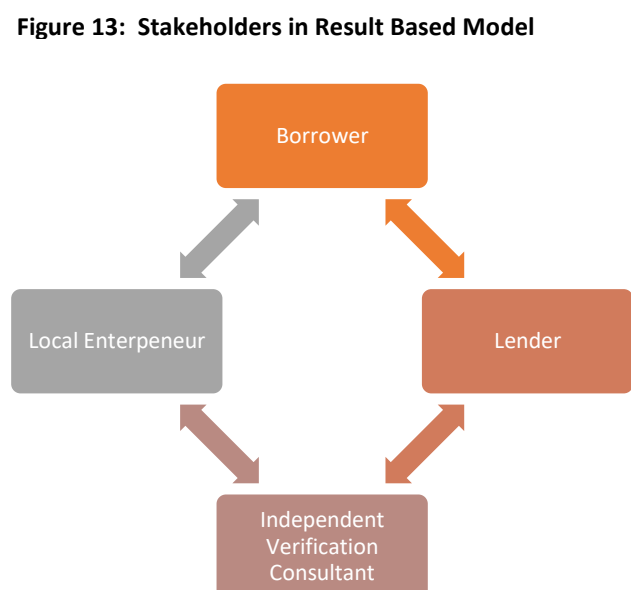 Figure 13:  Stakeholders in Result Based Model
Borrower
Local Enterpeneur
Lender
Independent
Verification
Consultant